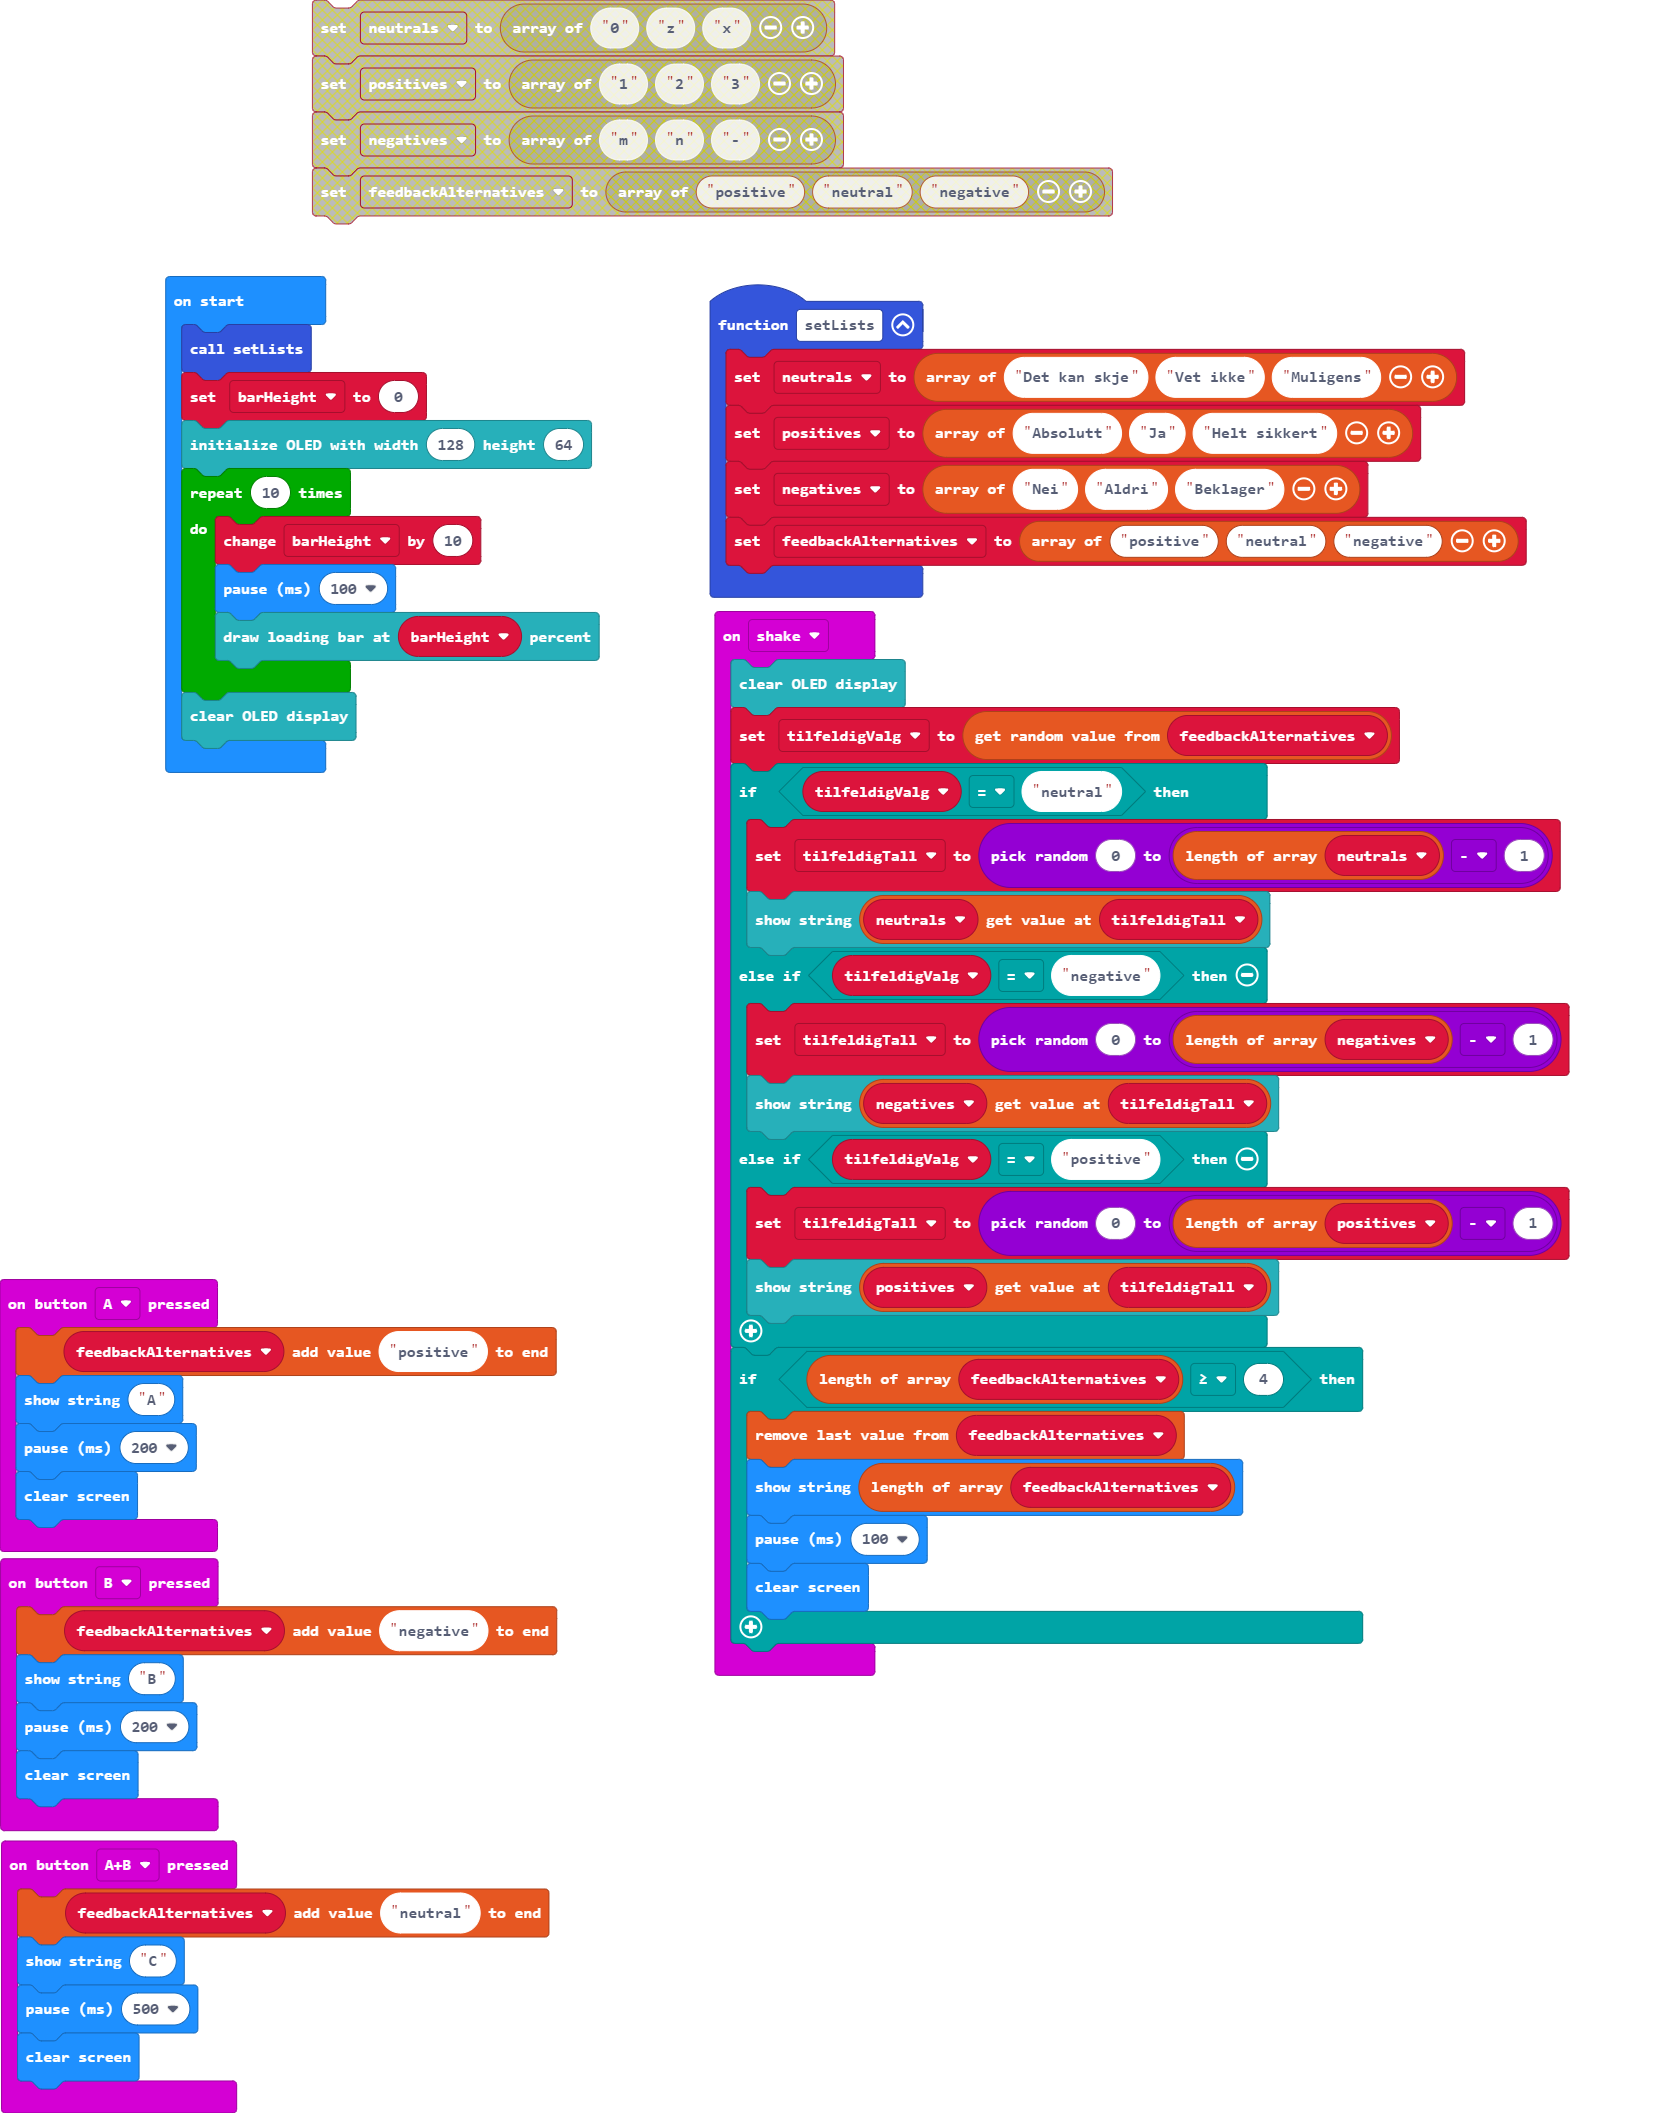 set neutrals to array of "0" "z" "x"
set positives to array of "1" "2" "3"
set negatives to array of "m" "n" "-"
set feedbackAlternatives to array of "positive" "neutral" "negative"
on start
call setLists
set barHeight to 0
initialize OLED with width 128 height 64
repeat 10 times
do
change barHeight by 10
pause (ms) 100
draw loading bar at barHeight percent
clear OLED display
function setLists
set neutrals to array of "Det kan skje" "Vet ikke" "Muligens"
set positives to array of "Absolutt" "Ja" "Helt sikkert"
set negatives to array of "Nei" "Aldri" "Beklager"
set feedbackAlternatives to array of "positive" "neutral" "negative"
on shake
clear OLED display
set tilfeldigValg to get random value from feedbackAlternatives
if tilfeldigValg = "neutral" then
set tilfeldigTall to pick random 0 to length of array neutrals - 1
show string neutrals get value at tilfeldigTall
else if tilfeldigValg = "negative" then
set tilfeldigTall to pick random 0 to length of array negatives - 1
show string negatives get value at tilfeldigTall
else if tilfeldigValg = "positive" then
set tilfeldigTall to pick random 0 to length of array positives - 1
show string positives get value at tilfeldigTall
if length of array feedbackAlternatives ≥ 4 then
remove last value from feedbackAlternatives
show string length of array feedbackAlternatives
pause (ms) 100
clear screen
on button A pressed
feedbackAlternatives add value "positive" to end
show string "A"
pause (ms) 200
clear screen
on button B pressed
feedbackAlternatives add value "negative" to end
show string "B"
pause (ms) 200
clear screen
on button A+B pressed
feedbackAlternatives add value "neutral" to end
show string "C"
pause (ms) 500
clear screen